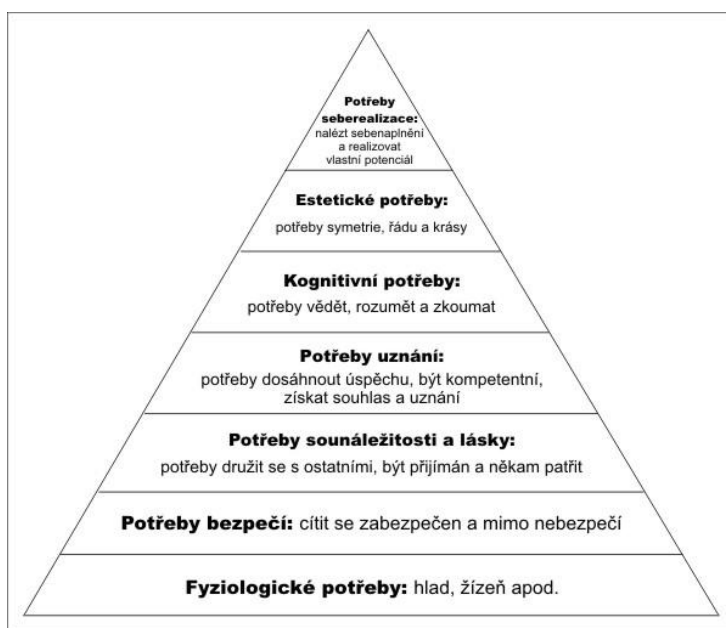 Potřeby
seberealizace:
nalézt sebenaplnění
a realizovat
vlastní potenciál
Estetické potřeby:
potřeby symetrie, řádu a krásy
Kognitivní potřeby:
potřeby vědět, rozumět a zkoumat
Potřeby uznání:
potřeby dosáhnout úspěchu, být kompetentní,
získat souhlas a uznání
Potřeby sounáležitosti a lásky:
potřeby družit se s ostatními, být přijímán a někam patřit
Potřeby bezpečí: cítit se zabezpečen a mimo nebezpečí
Fyziologické potřeby: hlad, žízeň apod.